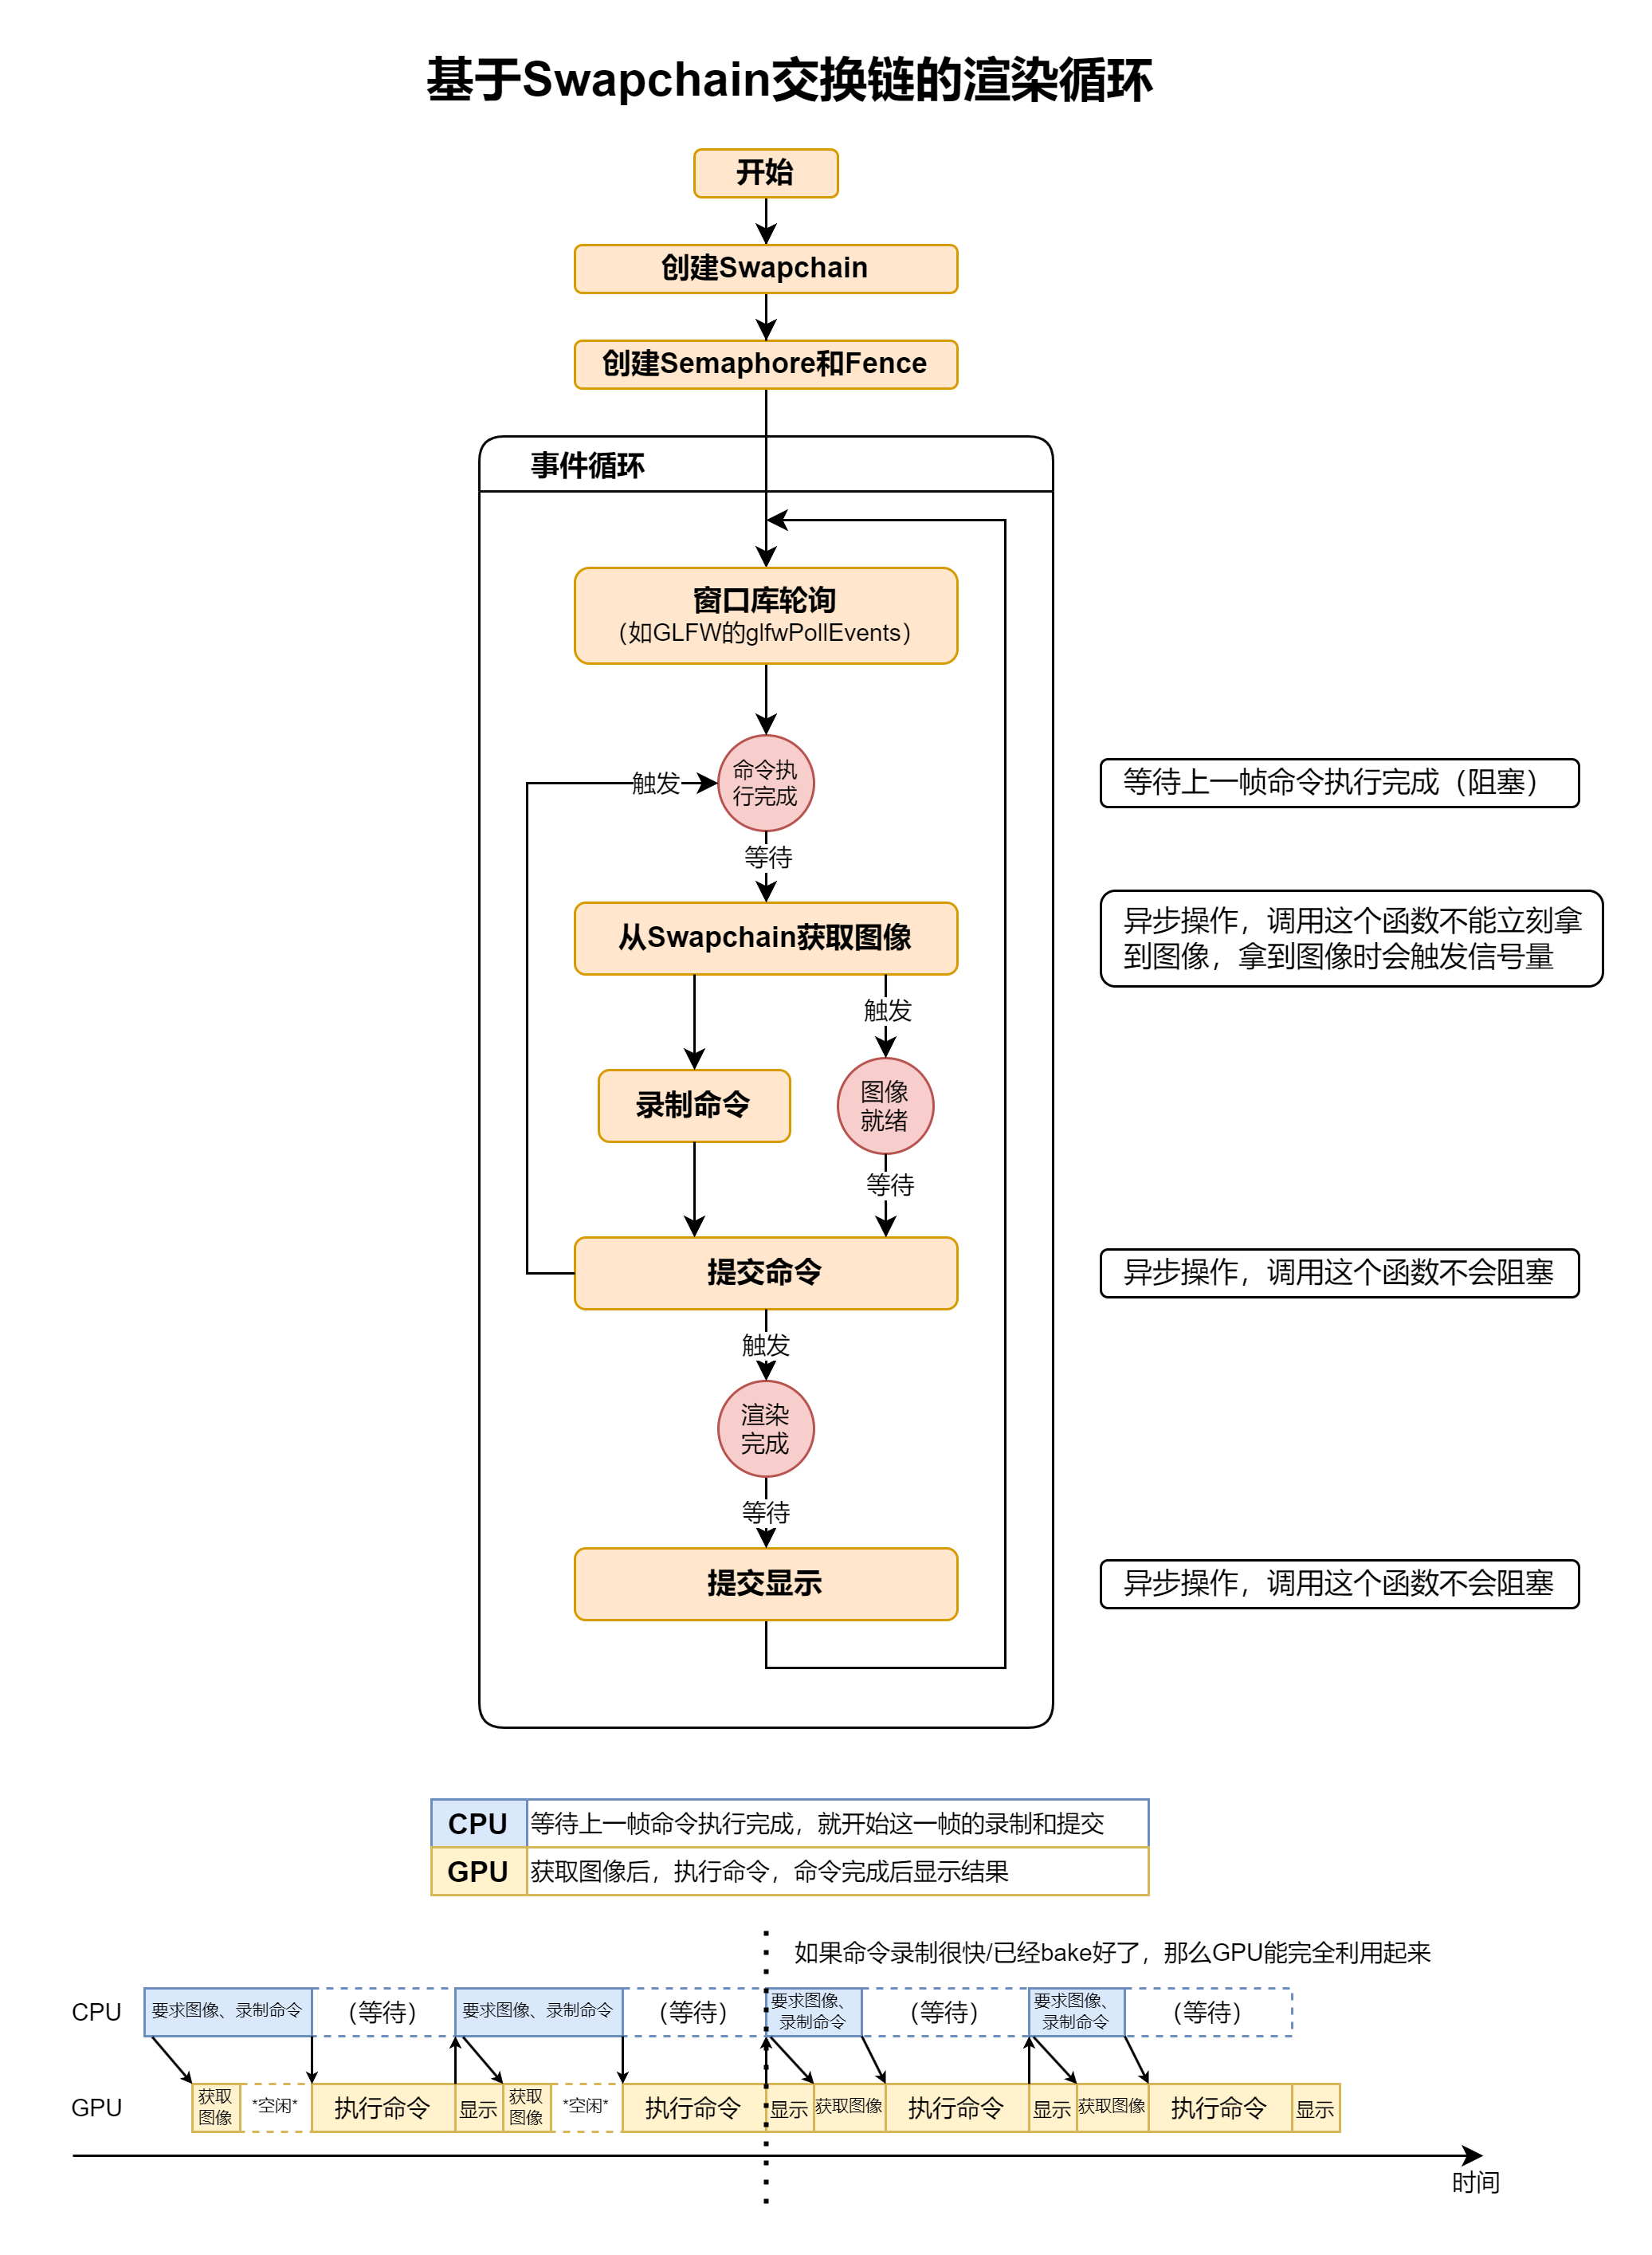 基于Swapchain交换链的渲染循环
开始
创建Swapchain
创建Semaphore和Fence
事件循环
窗口库轮询
（如GLFW的glfwPollEvents）
触发
命令执
行完成
等待上一帧命令执行完成（阻塞）
等待
从Swapchain获取图像
异步操作，调用这个函数不能立刻拿
到图像，拿到图像时会触发信号量
触发
录制命令
图像
就绪
等待
提交命令
异步操作，调用这个函数不会阻塞
触发
渲染
完成
等待
提交显示
异步操作，调用这个函数不会阻塞
CPU 等待上一帧命令执行完成，就开始这一帧的录制和提交
GPU 获取图像后，执行命令，命令完成后显示结果
如果命令录制很快/已经bake好了，那么GPU能完全利用起来
CPU
要求图像、录制命令
（等待）
要求图像、录制命令
（等待）
要求图像、
录制命令
（等待）
要求图像、
录制命令
（等待）
GPU
获取
图像
*空闲*
执行命令
显示
获取
图像
*空闲*
执行命令
显示
获取图像
执行命令
显示
获取图像
执行命令
显示
时间